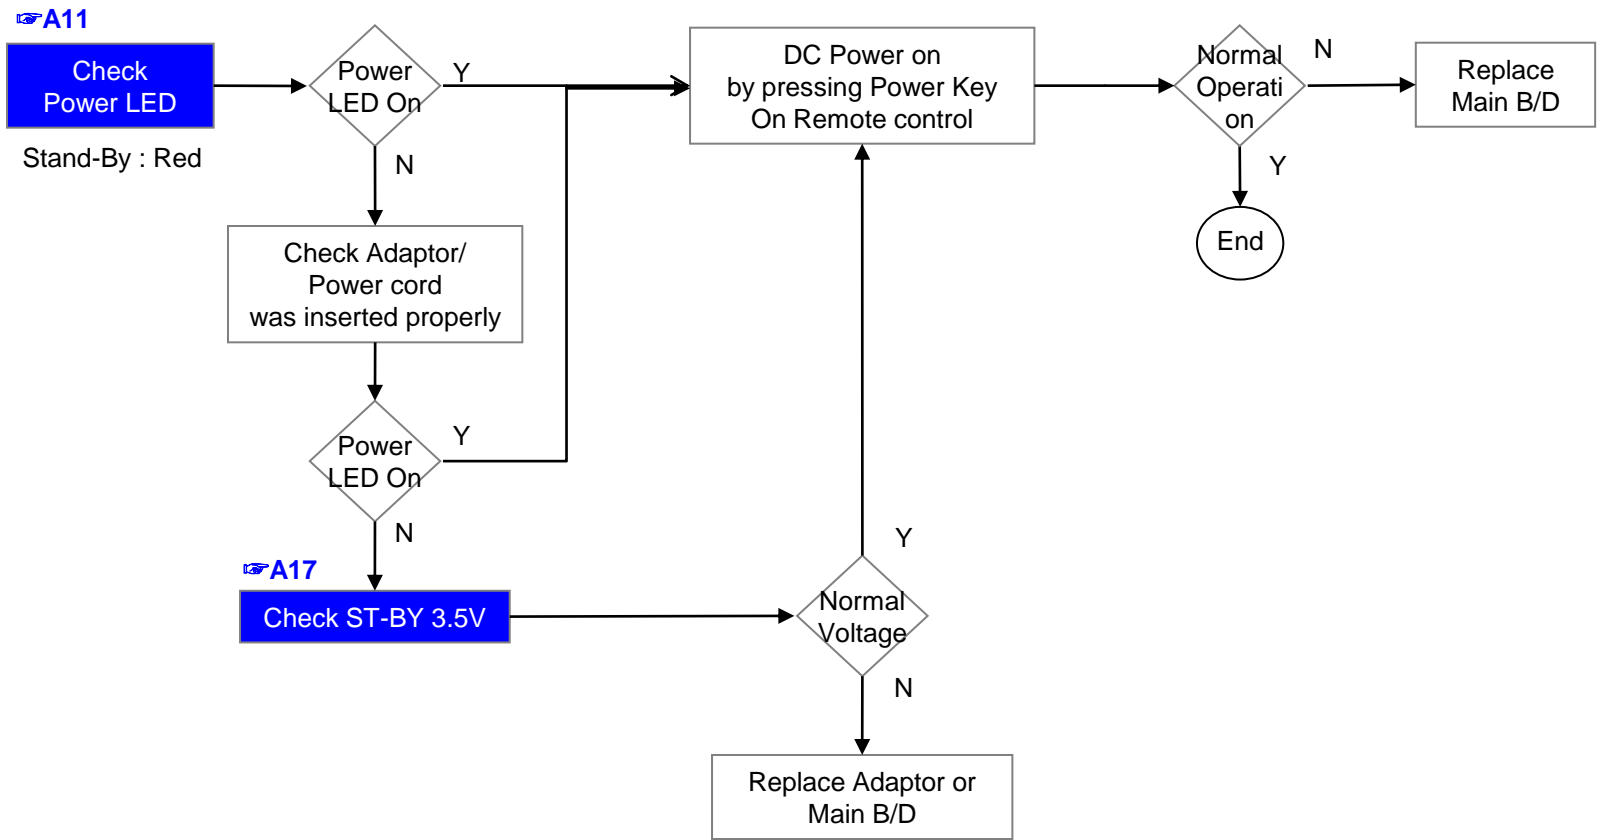 ☞A11
Check
Power LED
Stand-By : Red
Power
LED On
Y
N
DC Power on
by pressing Power Key
On Remote control
Normal
Operati
on
N
Y
Replace
Main B/D
End
Check Adaptor/
Power cord
was inserted properly
Power
LED On
Y
N
☞A17
Check ST-BY 3.5V
Normal
Voltage
Y
N
Replace Adaptor or
Main B/D